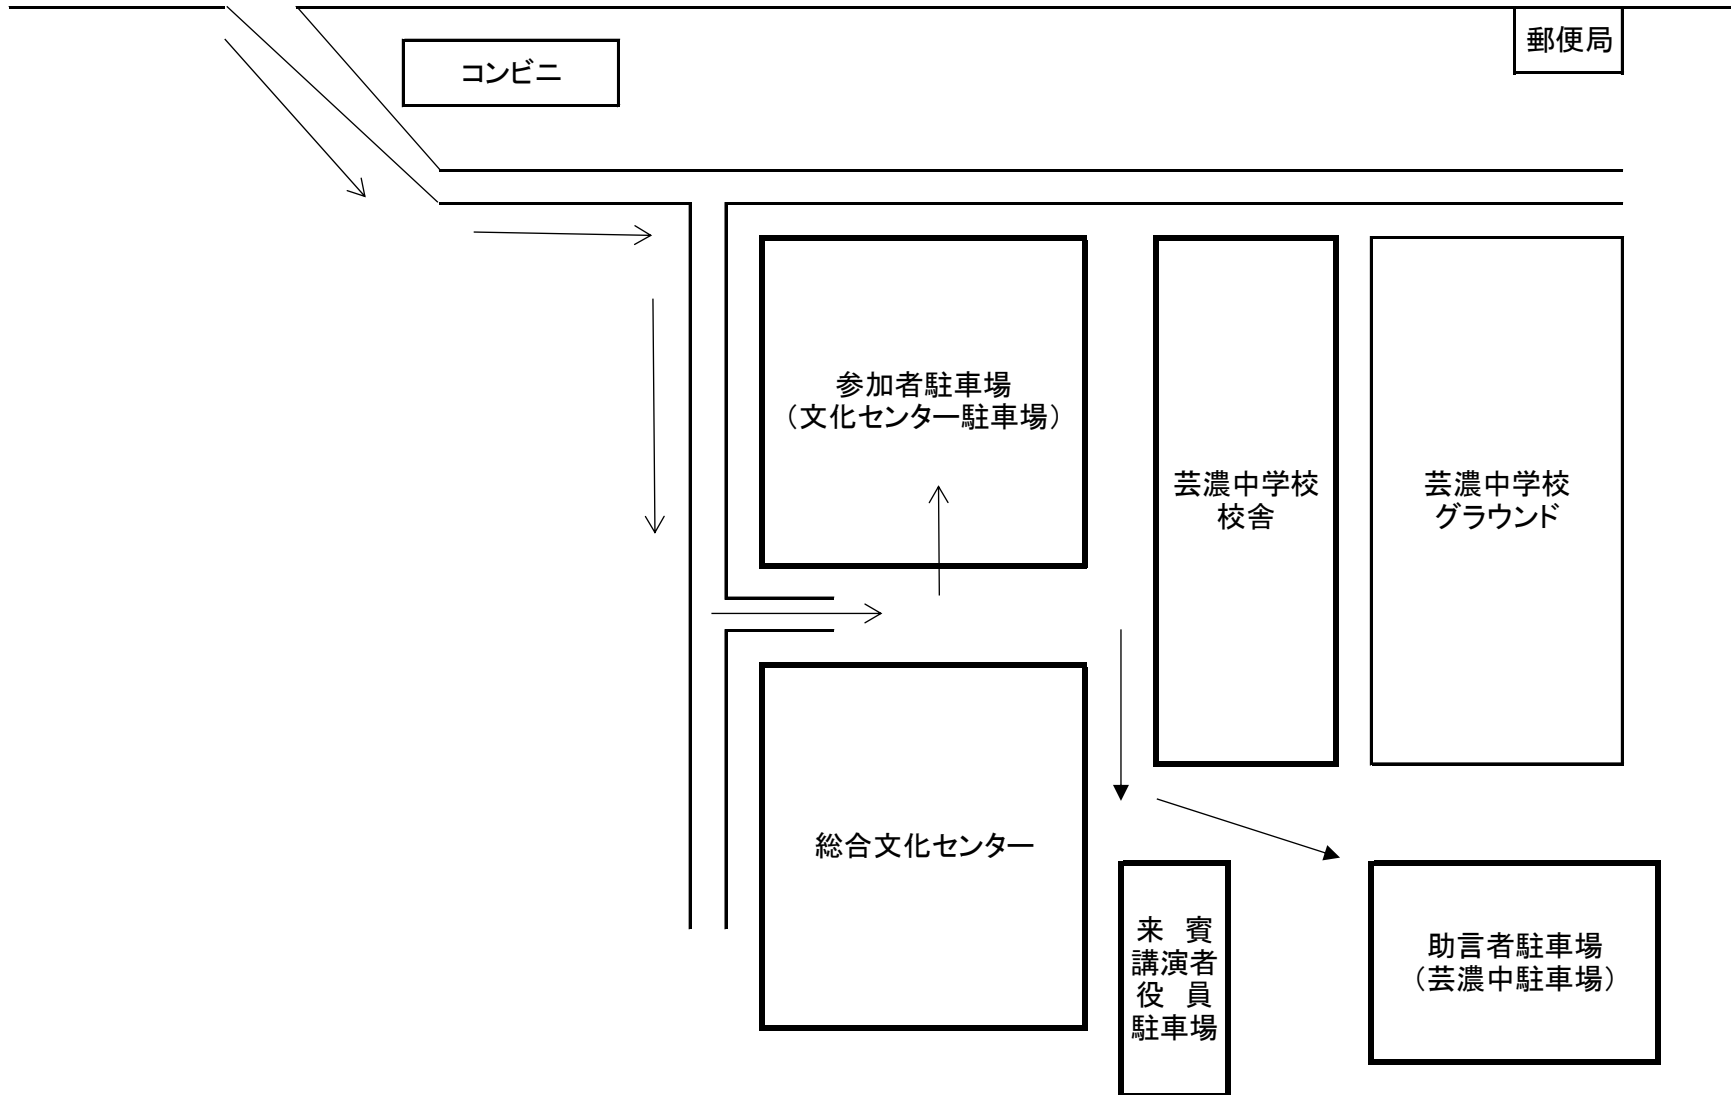 郵便局
コンビニ
参加者駐車場
（文化センター駐車場）
芸濃中学校
校舎
芸濃中学校
グラウンド
総合文化センター
来　賓
講演者
役　員
駐車場
助言者駐車場
（芸濃中駐車場）